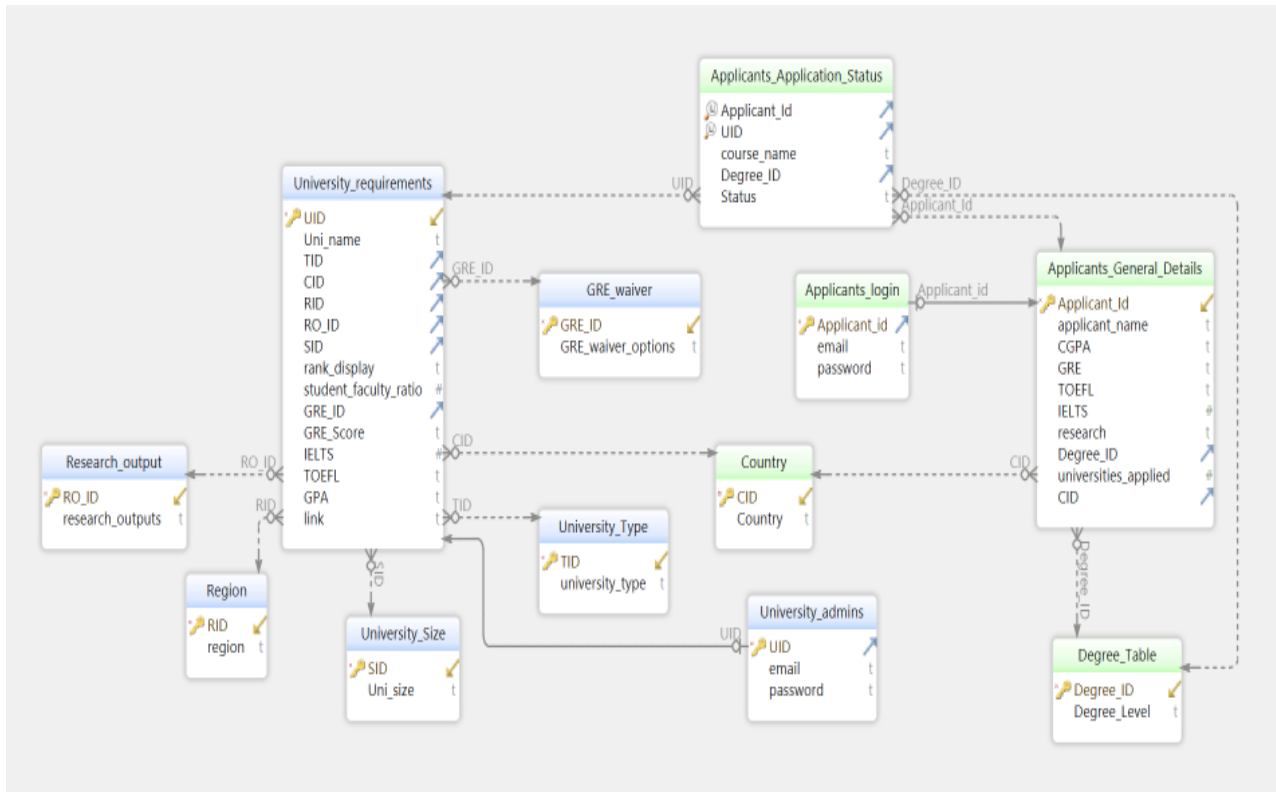 Applicants_Application_Status
Applicant_Id
UID
course_name t
Degree_ID
Status t
UID
Degree_ID
Applicant_Id
University_requirements
UID
Uni_name t
TID
CID
RID
RO_ID
SID
rank_display t
student_faculty_ratio #
GRE_ID
GRE_Score t
IELTS #
TOEFL t
GPA t
link t
GRE_ID
GRE_waiver
GRE_ID
GRE_waiver_options t
Applicants_login
Applicant_id
email t
password t
Applicant_id
Applicants_General_Details
Applicant_Id
applicant_name t
CGPA t
GRE t
TOEFL t
IELTS #
research t
Degree_ID
universities_applied #
CID
Research_output
RO_ID
research_outputs t
RO_ID
CID
Country
CID
Country t
CID
RID
TID
University_Type
TID
university_type t
Region
RID
region t
SID
University_Size
SID
Uni_size t
UID
University_admins
UID
email t
password t
Degree_ID
Degree_Table
Degree_ID
Degree_Level t